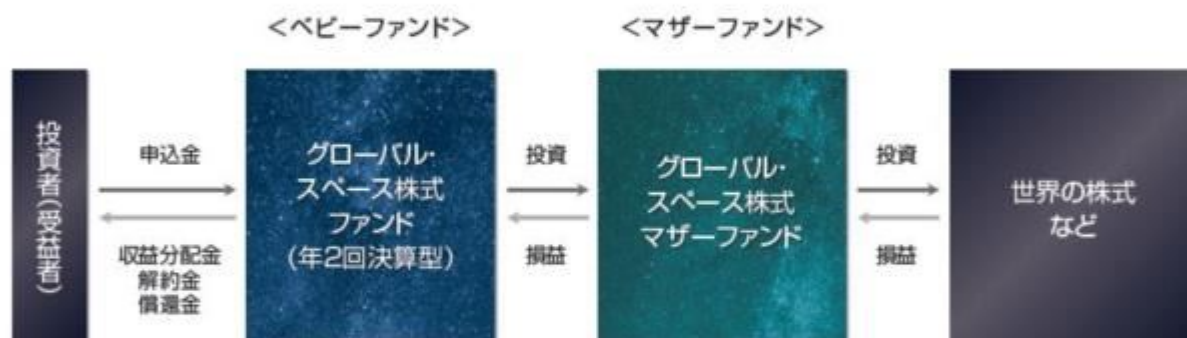 <ベビーファンド>
<マザーファンド>
投資者(受益者)
申込金
収益分配金
解約金
償還金
グローバル・
スペース株式
ファンド
(年2回決算型)
投資
損益
グローバル・
スペース株式
マザーファンド
投資
損益
世界の株式
など